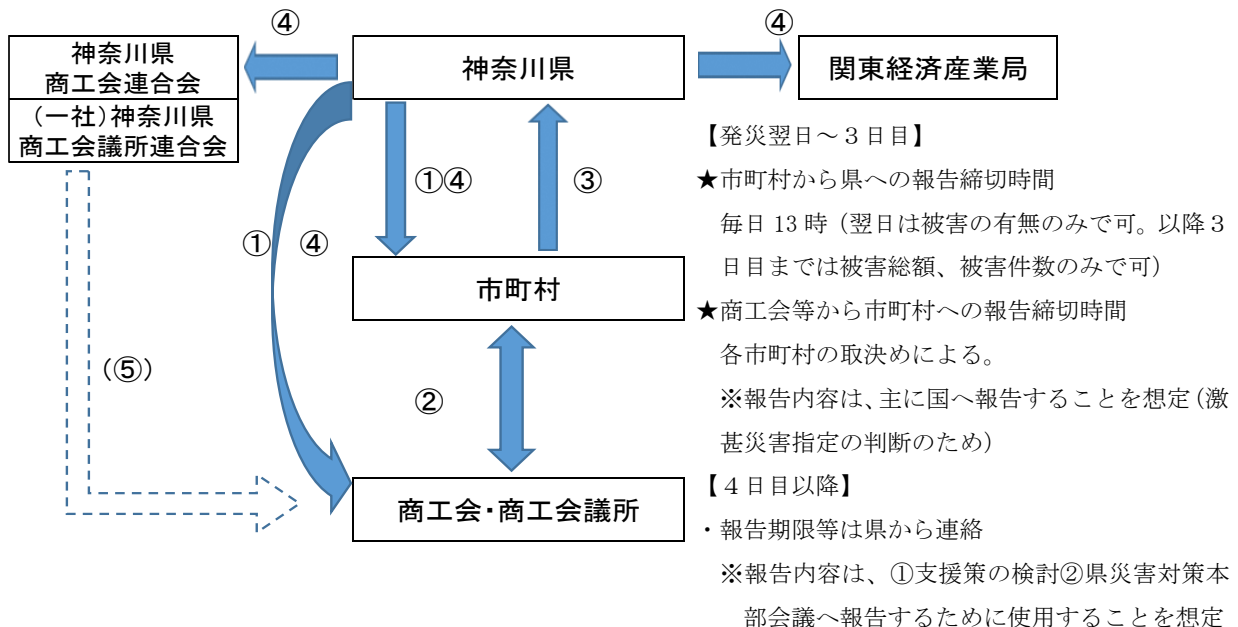 ④
④
神奈川県
商工会連合会
(一社)神奈川県
商工会議所連合会
神奈川県
関東経済産業局
①④
③
①
④
市町村
(⑤)
②
商工会・商工会議所
【発災翌日～３日目】
★市町村から県への報告締切時間
毎日 13 時（翌日は被害の有無のみで可。以降３
日目までは被害総額、被害件数のみで可）
★商工会等から市町村への報告締切時間
各市町村の取決めによる。
※報告内容は、主に国へ報告することを想定（激
甚災害指定の判断のため）
【４日目以降】
・報告期限等は県から連絡
※報告内容は、①支援策の検討②県災害対策本
部会議へ報告するために使用することを想定